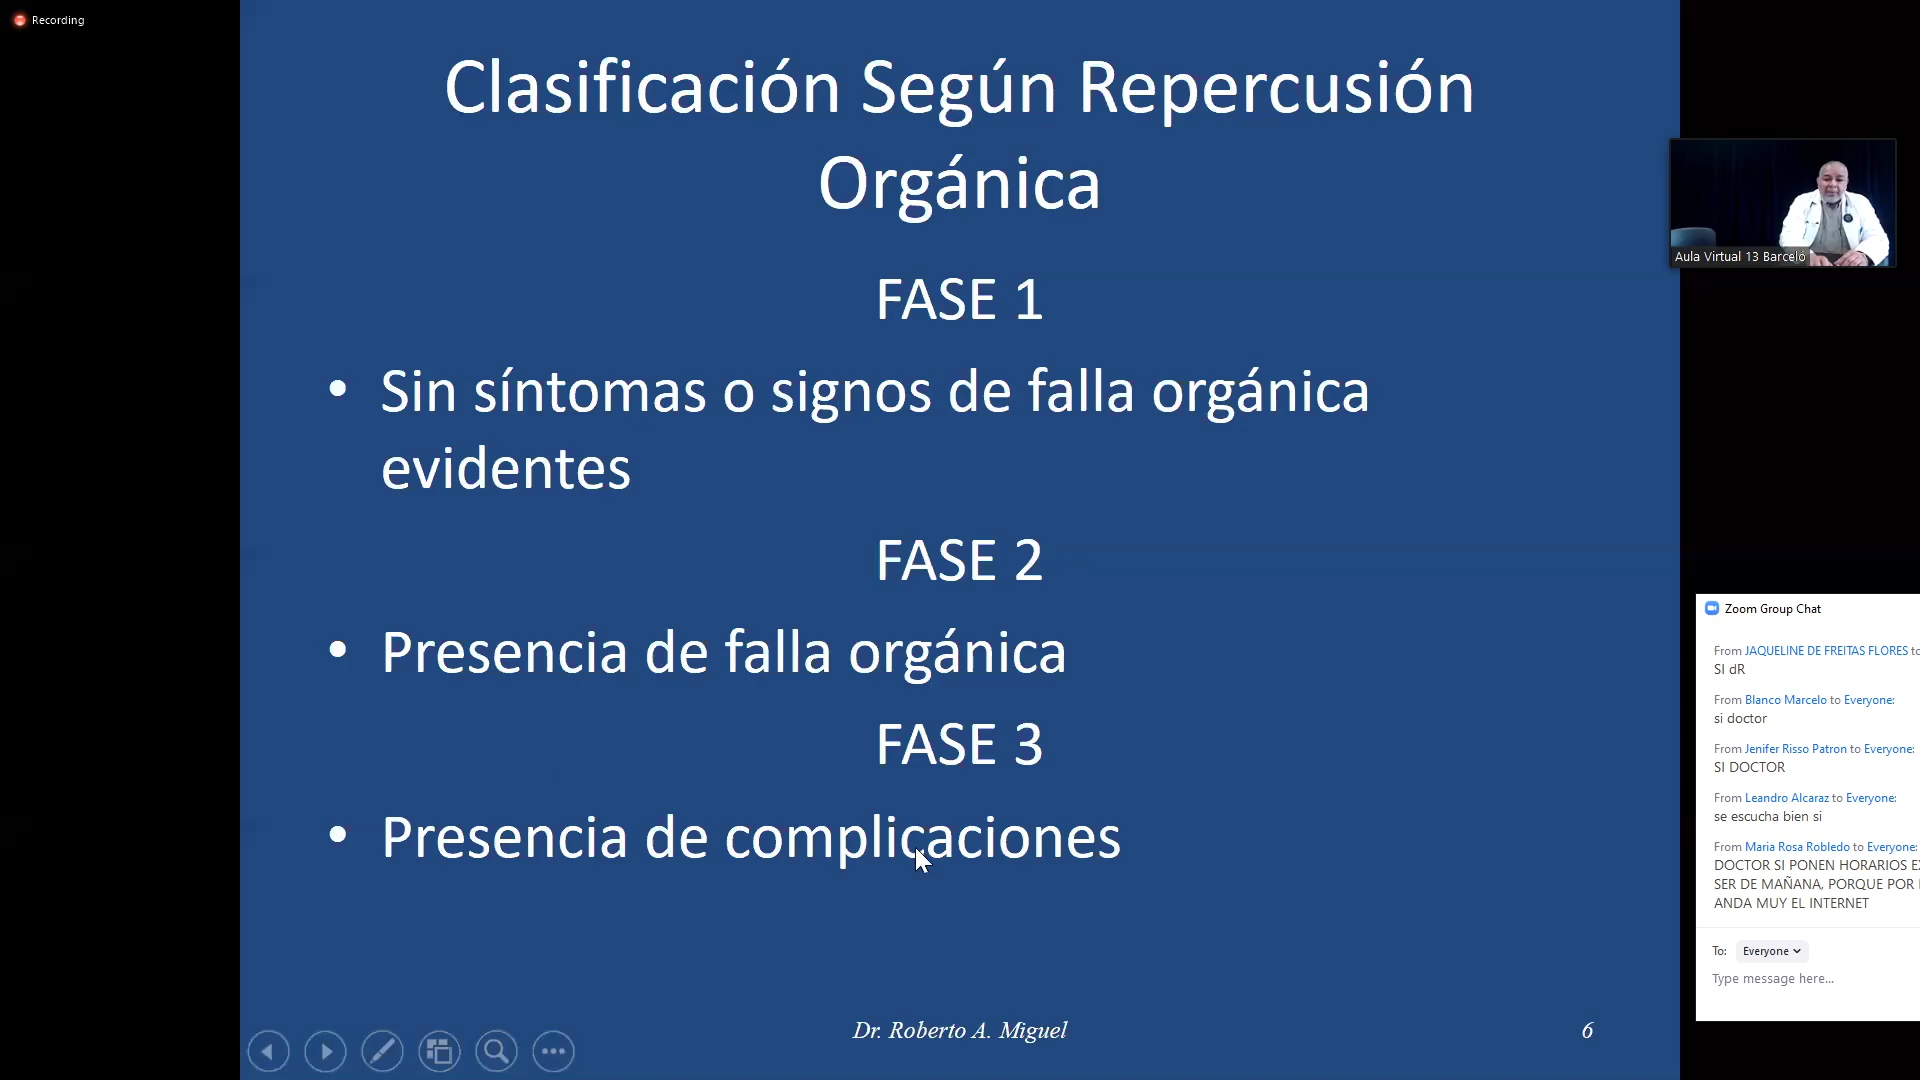 Recording
Clasificación Según Repercusión
Orgánica
FASE 1
• Sin síntomas o signos de falla orgánica
evidentes
FASE 2
• Presencia de falla orgánica
FASE 3
• Presencia de complicaciones
Dr. Roberto A. Miguel
6
Aula Virtual 13 Barceló
Zoom Group Chat
From JAQUELINE DE FREITAS FLORES to
SI dR
From Blanco Marcelo to Everyone:
si doctor
From Jenifer Risso Patron to Everyone:
SI DOCTOR
From Leandro Alcaraz to Everyone:
se escucha bien si
From Maria Rosa Robledo to Everyone:
DOCTOR SI PONEN HORARIOS
SER DE MAÑANA, PORQUE POR
ANDA MUY EL INTERNET
To: Everyone
Type message here...